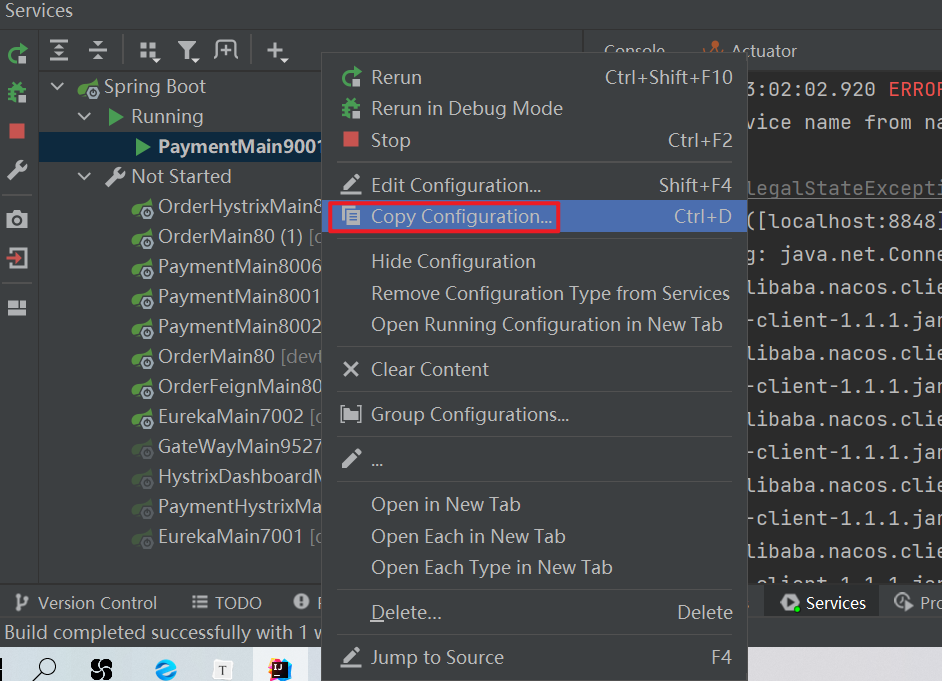 Services
Spring Boot
Running
PaymentMain9001
Not Started
OrderHystrixMain8
OrderMain80 (1)
PaymentMain8006
PaymentMain8001
PaymentMain8002
OrderMain80 [devt
OrderFeignMain80
EurekaMain7002
GateWayMain9527
HystrixDashboardM
PaymentHystrixMa
EurekaMain7001
Rerun Ctrl+Shift+F10
Rerun in Debug Mode
Stop Ctrl+F2
Edit Configuration... Shift+F4
Copy Configuration... Ctrl+D
Hide Configuration
Remove Configuration Type from Services
Open Running Configuration in New Tab
Clear Content
Group Configurations...
...
Open in New Tab
Open Each in New Tab
Open Each Type in New Tab
Delete... Delete
Jump to Source F4
Console Actuator
3:02:02.920 ERROR
vice name from na
legalStateExcepti
([localhost:8848]
g: java.net.Conne
libaba.nacos.clie
-client-1.1.1.jar
libaba.nacos.clie
-client-1.1.1.jar
libaba.nacos.clie
-client-1.1.1.jar
libaba.nacos.clie
-client-1.1.1.jar
libaba.nacos.clie
-client-1.1.1.jar
Version Control TODO Services Pro
Build completed successfully with 1 w
T
IJ